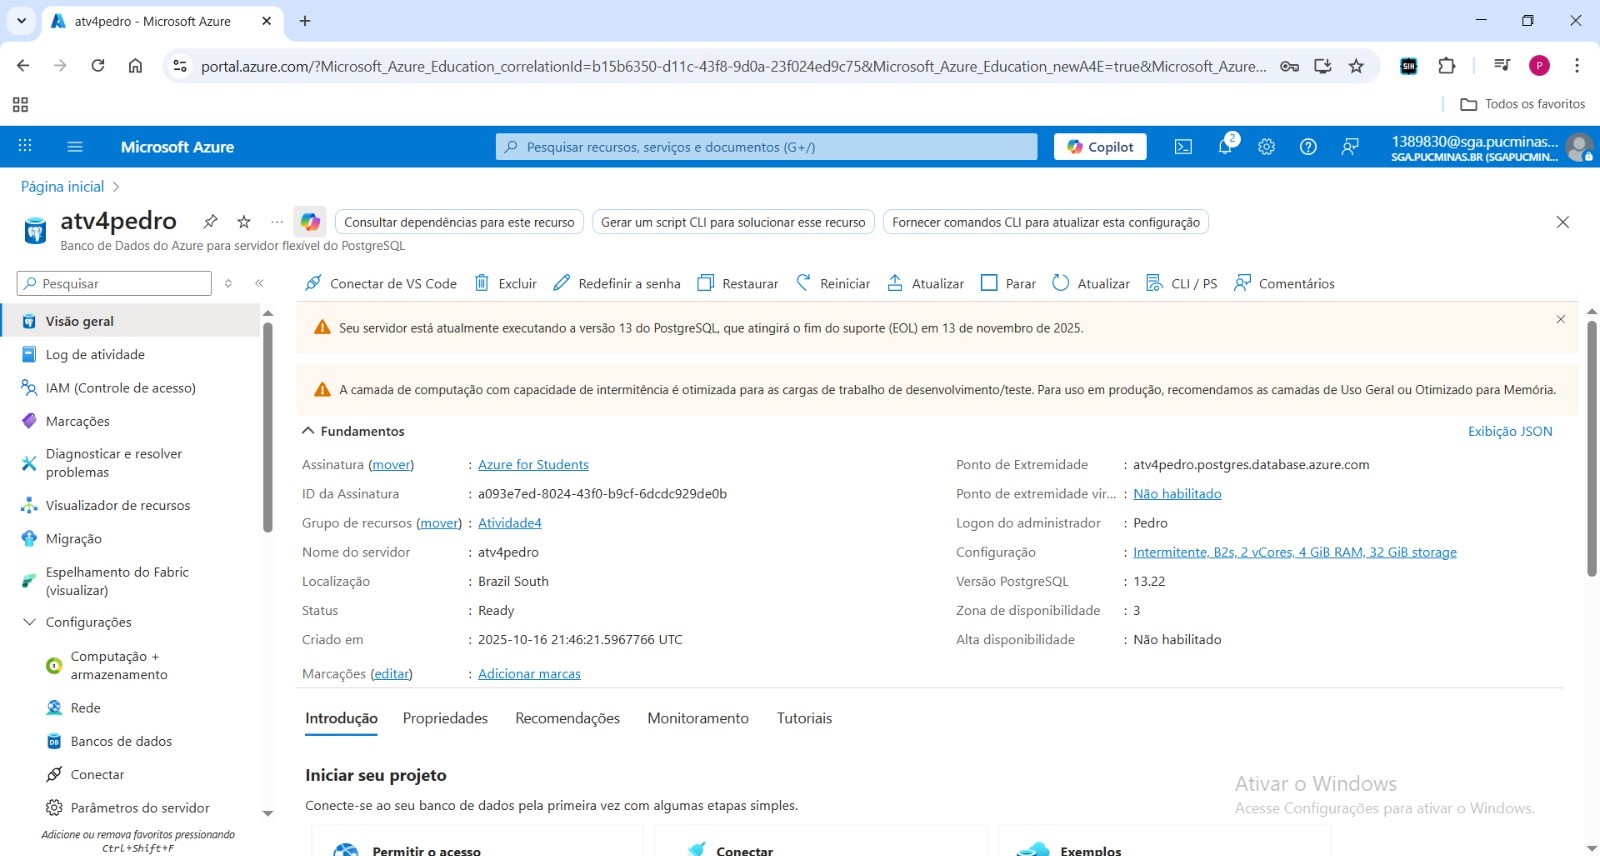 atv4pedro - Microsoft Azure
portal.azure.com/?Microsoft_Azure_Education_correlationId=b15b6350-d11c-43f8-9d0a-23f024ed9c75&Microsoft_Azure_Education_newA4E=true&Microsoft_Azure...
SIH
P
Todos os favoritos
Microsoft Azure
Pesquisar recursos, serviços e documentos (G+/)
Copilot
2
1389830@sga.pucminas...
SGA.PUCMINAS.BR (SGAPUCMIN...
Página inicial
atv4pedro
Consultar dependências para este recurso
Gerar um script CLI para solucionar esse recurso
Fornecer comandos CLI para atualizar esta configuração
Banco de Dados do Azure para servidor flexível do PostgreSQL
Pesquisar
Conectar de VS Code
Excluir
Redefinir a senha
Restaurar
Reiniciar
Atualizar
Parar
Atualizar
CLI / PS
Comentários
Visão geral
Log de atividade
IAM (Controle de acesso)
Marcações
Diagnosticar e resolver
problemas
Visualizador de recursos
Migração
Espelhamento do Fabric
(visualizar)
Configurações
Computação +
armazenamento
Rede
Bancos de dados
Conectar
Parâmetros do servidor
Adicione ou remova favoritos pressionando
Ctrl+Shift+F
Seu servidor está atualmente executando a versão 13 do PostgreSQL, que atingirá o fim do suporte (EOL) em 13 de novembro de 2025.
A camada de computação com capacidade de intermitência é otimizada para as cargas de trabalho de desenvolvimento/teste. Para uso em produção, recomendamos as camadas de Uso Geral ou Otimizado para Memória.
Fundamentos
Exibição JSON
Assinatura (mover) : Azure for Students
ID da Assinatura : a093e7ed-8024-43f0-b9cf-6dcdc929de0b
Grupo de recursos (mover) : Atividade4
Nome do servidor : atv4pedro
Localização : Brazil South
Status : Ready
Criado em : 2025-10-16 21:46:21.5967766 UTC
Marcações (editar) : Adicionar marcas
Ponto de Extremidade : atv4pedro.postgres.database.azure.com
Ponto de extremidade vir... : Não habilitado
Logon do administrador : Pedro
Configuração : Intermitente, B2s, 2 vCores, 4 GiB RAM, 32 GiB storage
Versão PostgreSQL : 13.22
Zona de disponibilidade : 3
Alta disponibilidade : Não habilitado
Introdução
Propriedades
Recomendações
Monitoramento
Tutoriais
Iniciar seu projeto
Conecte-se ao seu banco de dados pela primeira vez com algumas etapas simples.
Permitir o acesso
Conectar
Exemplos
Ativar o Windows
Acesse Configurações para ativar o Windows.